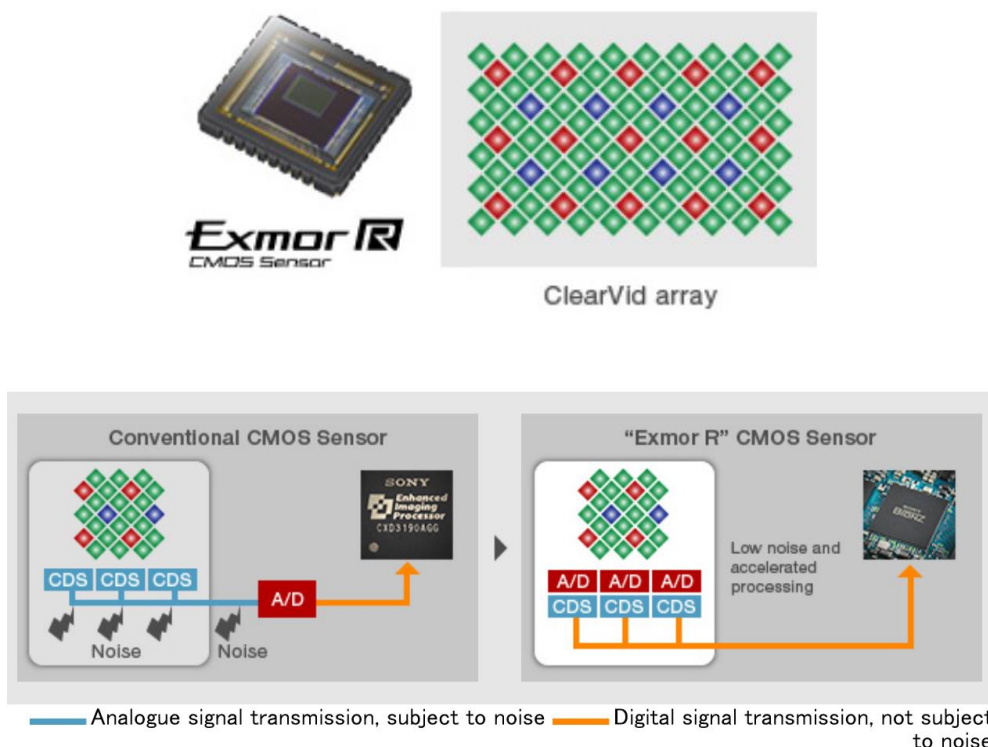 Exmor R
CMOS Sensor
ClearVid array
Conventional CMOS Sensor
SONY
Enhanced
Imaging
Processor
CXD3190AGG
CDS CDS CDS
A/D
Noise Noise
“Exmor R” CMOS Sensor
A/D A/D A/D
CDS CDS CDS
Low noise and
accelerated
processing
BIONZ
Analogue signal transmission, subject to noise
Digital signal transmission, not subject
to noise